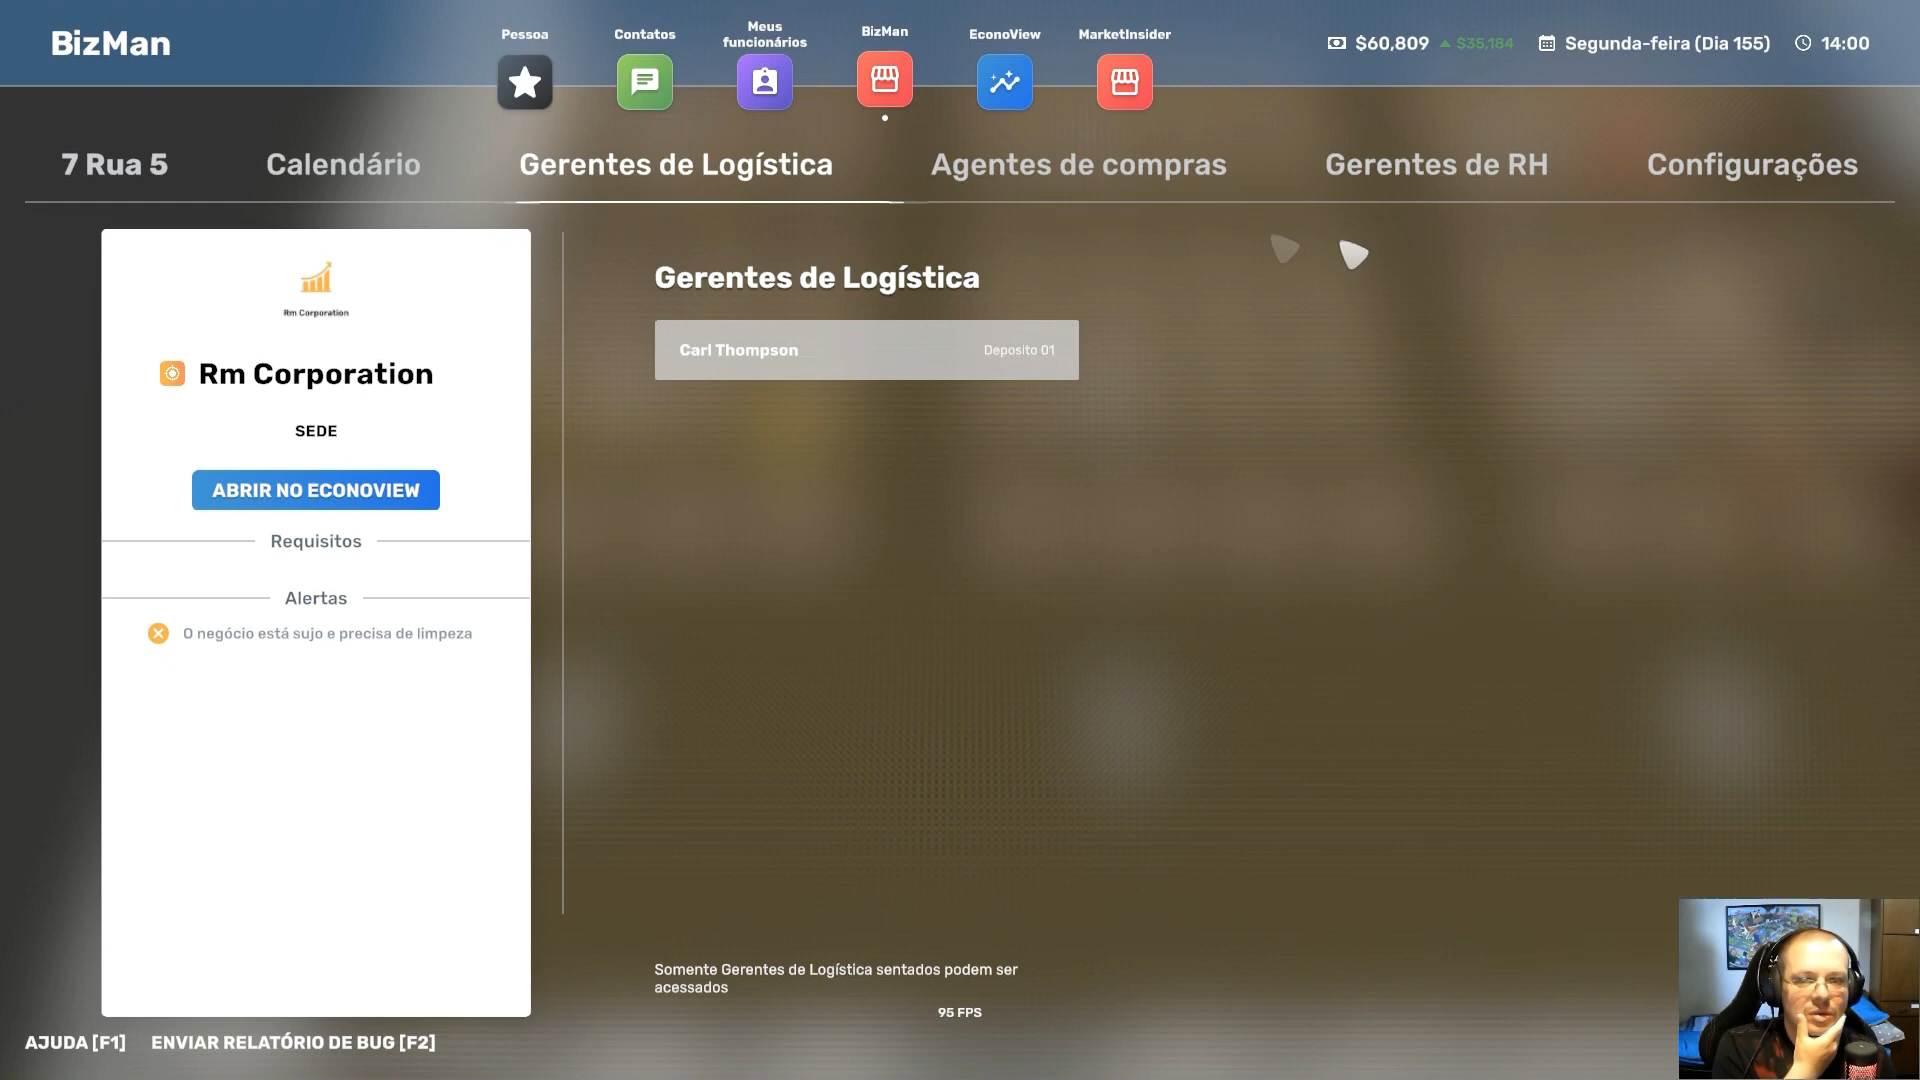 BizMan
Pessoa
Contatos
Meus
funcionários
BizMan
EconoView
MarketInsider
$60,809
$35,184
Segunda-feira (Dia 155)
14:00
7 Rua 5
Calendário
Gerentes de Logística
Agentes de compras
Gerentes de RH
Configurações
Rm Corporation
Rm Corporation
SEDE
ABRIR NO ECONOVIEW
Requisitos
Alertas
O negócio está sujo e precisa de limpeza
Gerentes de Logística
Carl Thompson
Deposito 01
Somente Gerentes de Logística sentados podem ser
acessados
95 FPS
AJUDA [F1]
ENVIAR RELATÓRIO DE BUG [F2]